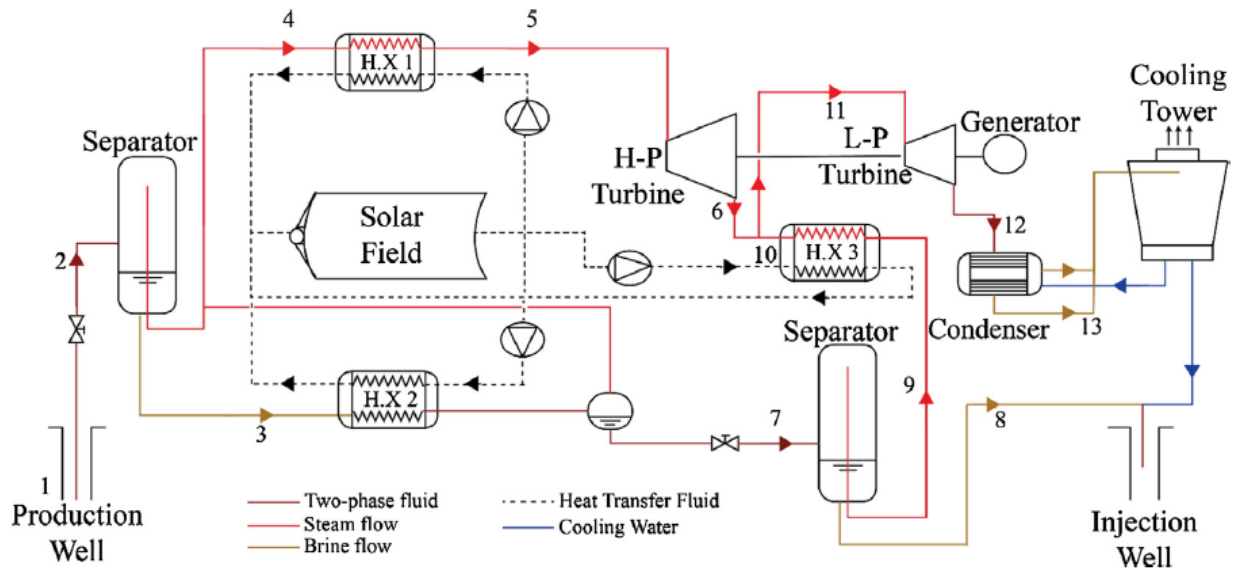 4
5
H.X 1
Cooling
Tower
11
Separator
Generator
L-P
Turbine
H-P
Turbine
Solar
Field
6
2
12
10
H.X 3
Separator
Condenser
13
9
H.X 2
3
7
8
1
Production
Well
Two-phase fluid
Steam flow
Brine flow
Heat Transfer Fluid
Cooling Water
Injection
Well